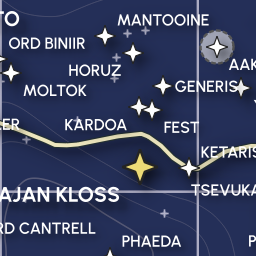 TO
MANTOOINE
ORD BINIIR
AAK
HORUZ
GENERIS
MOLTOK
ER
KARDOA
FEST
KETARIS
TSEVUKA
AJAN KLOSS
RD CANTRELL
PHAEDA
P